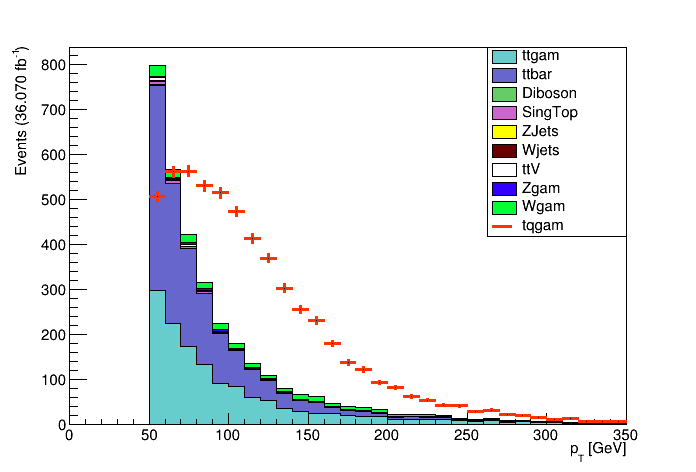 Events (36.070 fb⁻¹)
800
700
600
500
400
300
200
100
0
0
50
100
150
200
250
300
350
p_T [GeV]
ttgam
ttbar
Diboson
SingTop
ZJets
Wjets
ttV
Zgam
Wgam
tqgam